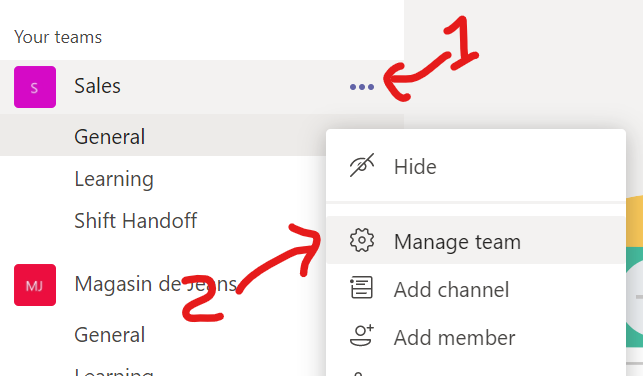 Your teams
1
S
Sales
General
Hide
Learning
Shift Handoff
Manage team
2
MJ
Magasin de Jeans
Add channel
General
Add member
Learning